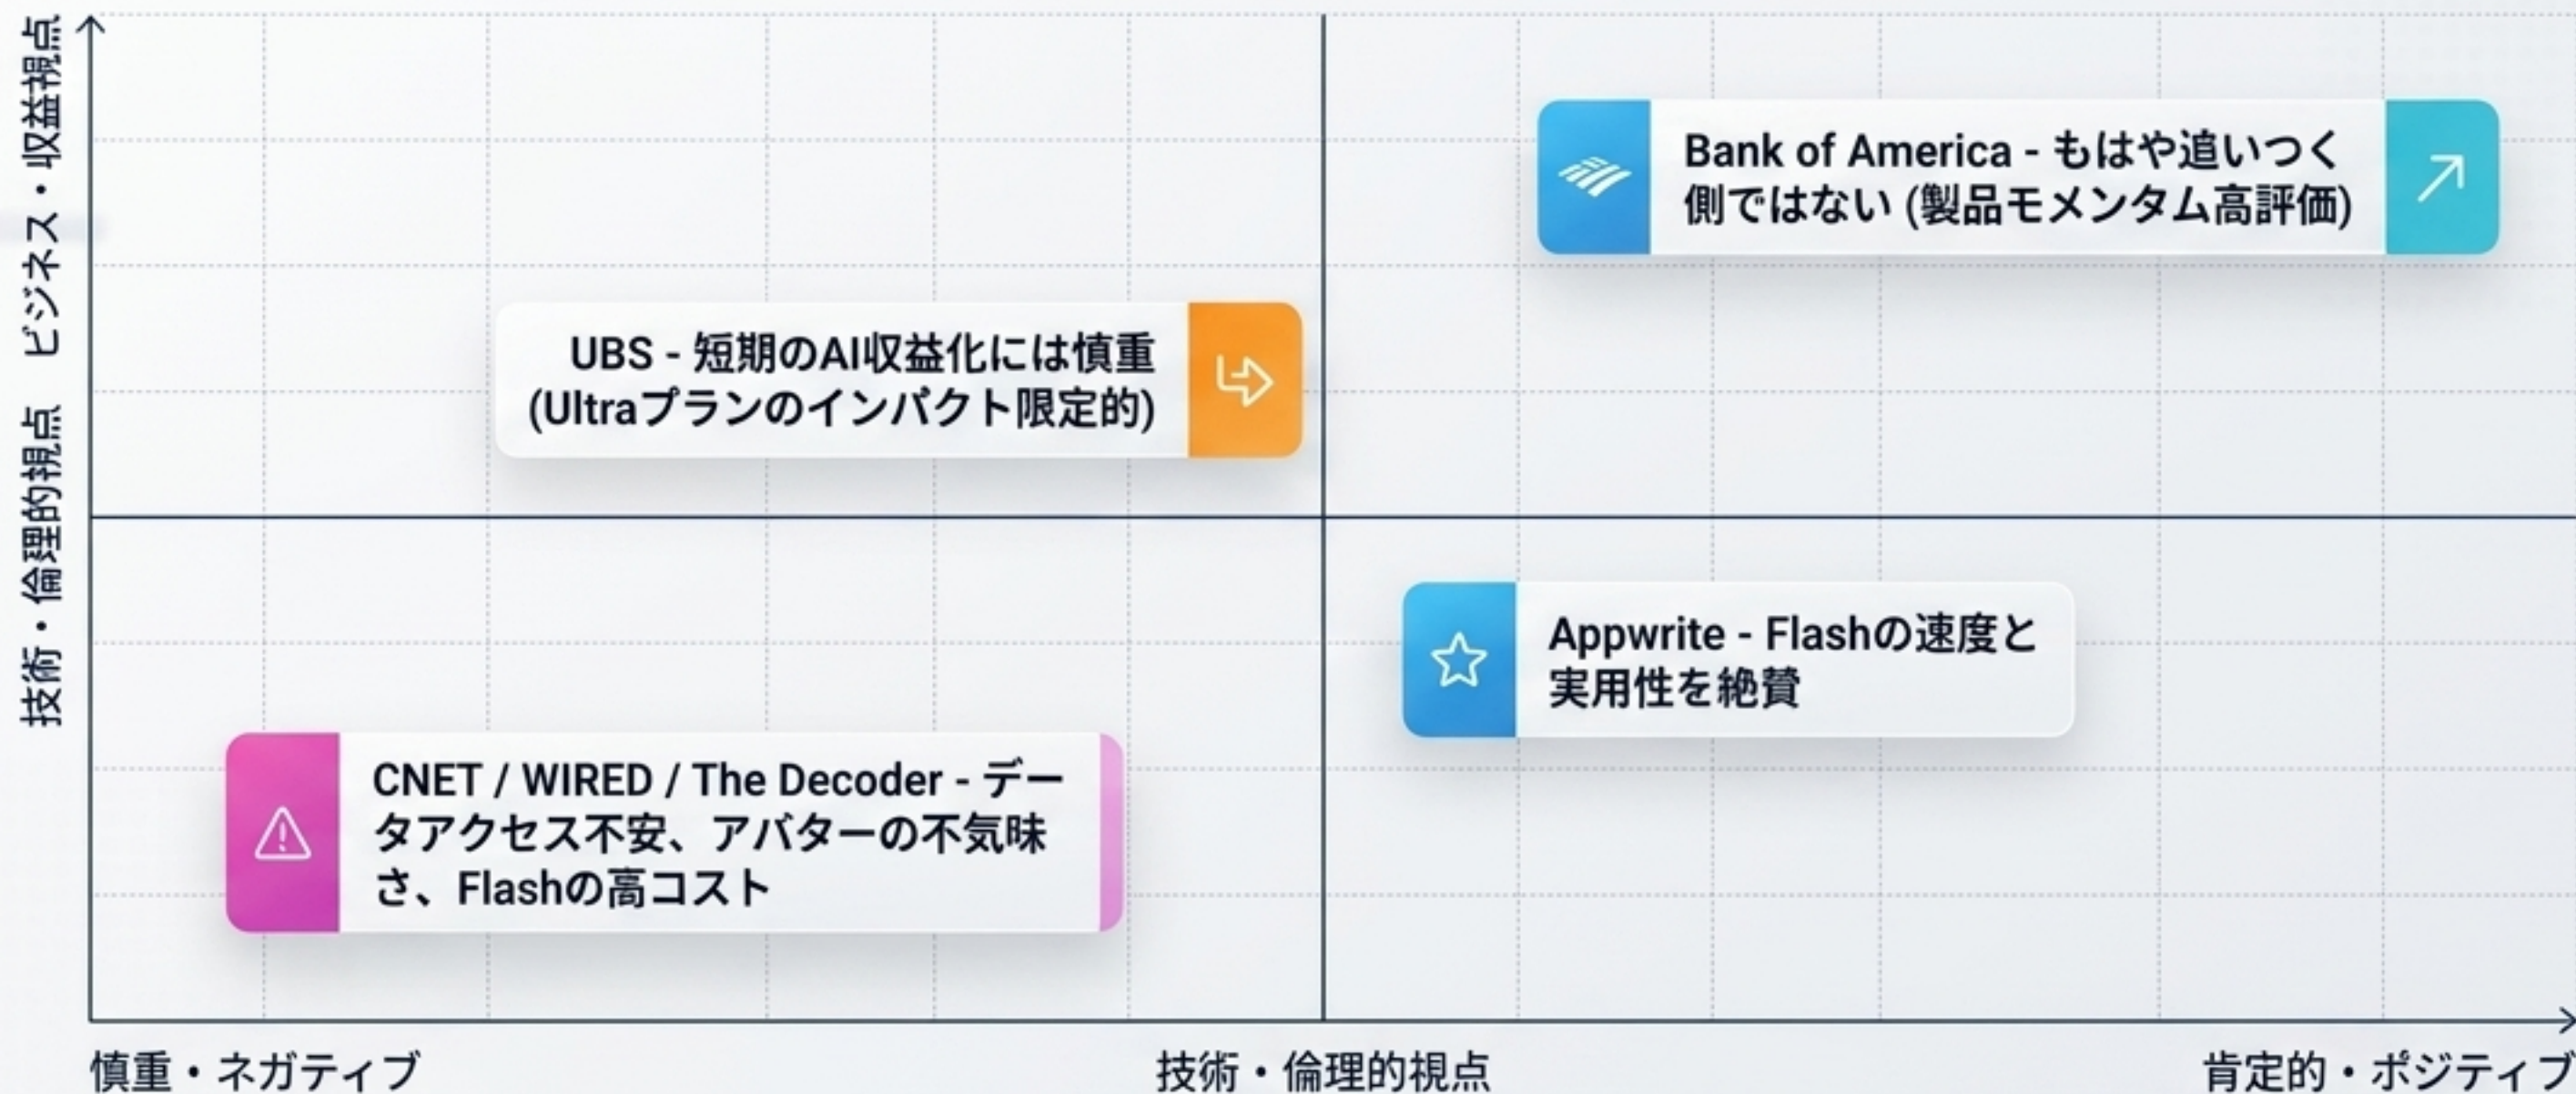 ビジネス・収益視点
技術・倫理的視点
Bank of America - もはや追いつく
側ではない (製品モメンタム高評価)
UBS - 短期のAI収益化には慎重
(Ultraプランのインパクト限定的)
Appwrite - Flashの速度と
実用性を絶賛
CNET / WIRED / The Decoder - デー
タアクセス不安、アバターの不気味
さ、Flashの高コスト
慎重・ネガティブ
技術・倫理的視点
肯定的・ポジティブ